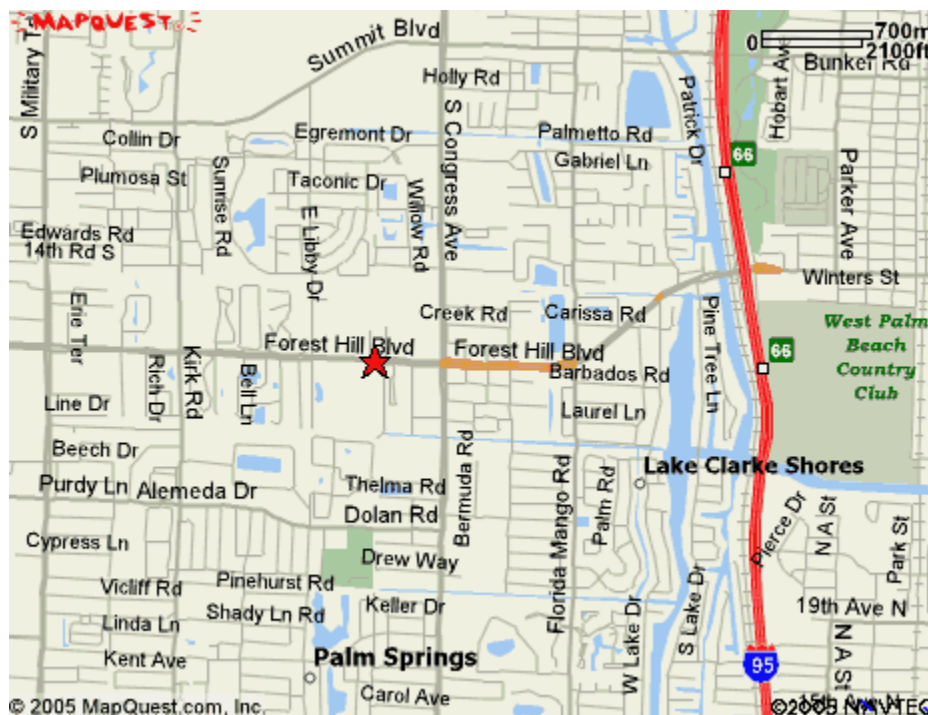 MAPQUEST
0 700m
2100ft
Summit Blvd
S Military T
Holly Rd
S Congress Ave
Patrick Dr
Hobart Ave
Bunker Rd
Collin Dr
Egremont Dr
Palmetto Rd
Gabriel Ln
66
Parker Ave
Plumosa St
Sunrise Rd
Taconic Dr
E Libby Dr
Willow Rd
Edwards Rd
14th Rd S
Winters St
Erie Ter
Creek Rd
Carissa Rd
Pine Tree Ln
West Palm
Beach
Country
Club
66
Forest Hill Blvd
Forest Hill Blvd
Rich Dr
Kirk Rd
Bell Ln
Barbados Rd
Line Dr
Laurel Ln
Beech Dr
Bermuda Rd
Lake Clarke Shores
Purdy Ln
Alemeda Dr
Thelma Rd
Florida Mango Rd
Palm Rd
Dolan Rd
Pierce Dr
N A St
Park St
Cypress Ln
Drew Way
Vicliff Rd
Pinehurst Rd
Shady Ln Rd
Keller Dr
W Lake Dr
S Lake Dr
19th Ave N
Linda Ln
N A St
Kent Ave
Palm Springs
95
Carol Ave
© 2005 MapQuest.com, Inc.
©2005 NAVTEQ